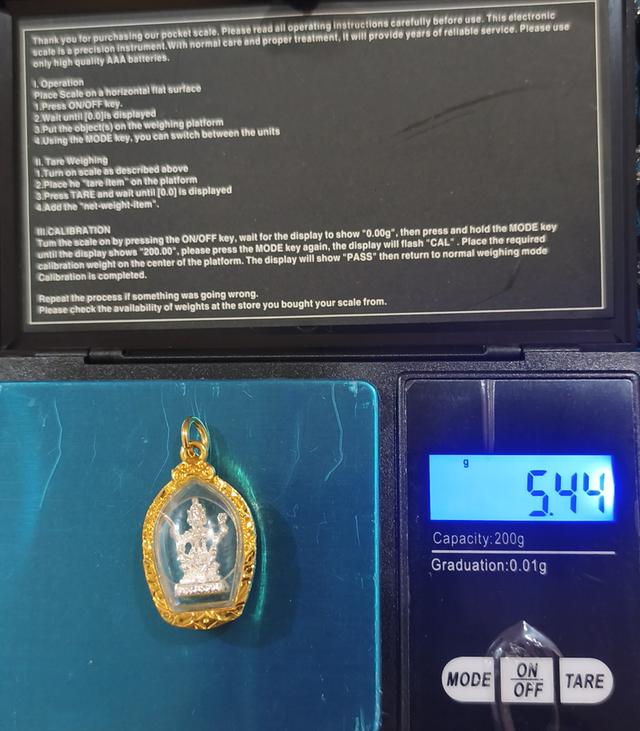 Thank you for purchasing our pocket scale. Please read all operating instructions carefully before use. This electronic
scale is a precision instrument.With normal care and proper treatment, it will provide years of reliable service. Please use
only high quality AAA batteries.
I. Operation
Place Scale on a horizontal flat surface
1.Press ON/OFF key.
2.Wait until [0.0]is displayed
3.Put the object(s) on the weighing platform
4.Using the MODE key, you can switch between the units
II. Tare Weighing
1.Turn on scale as described above
2.Place he "tare item" on the platform
3.Press TARE and wait until [0.0] is displayed
4.Add the "net-weight-item".
III.CALIBRATION
Turn the scale on by pressing the ON/OFF key, wait for the display to show "0.00g", then press and hold the MODE key
until the display shows "200.00", please press the MODE key again, the display will flash "CAL" . Place the required
calibration weight on the center of the platform. The display will show "PASS" then return to normal weighing mode
Calibration is completed.
Repeat the process if something was going wrong.
Please check the availability of weights at the store you bought your scale from.
g
5.44
Capacity:200g
Graduation:0.01g
MODE ON/OFF TARE